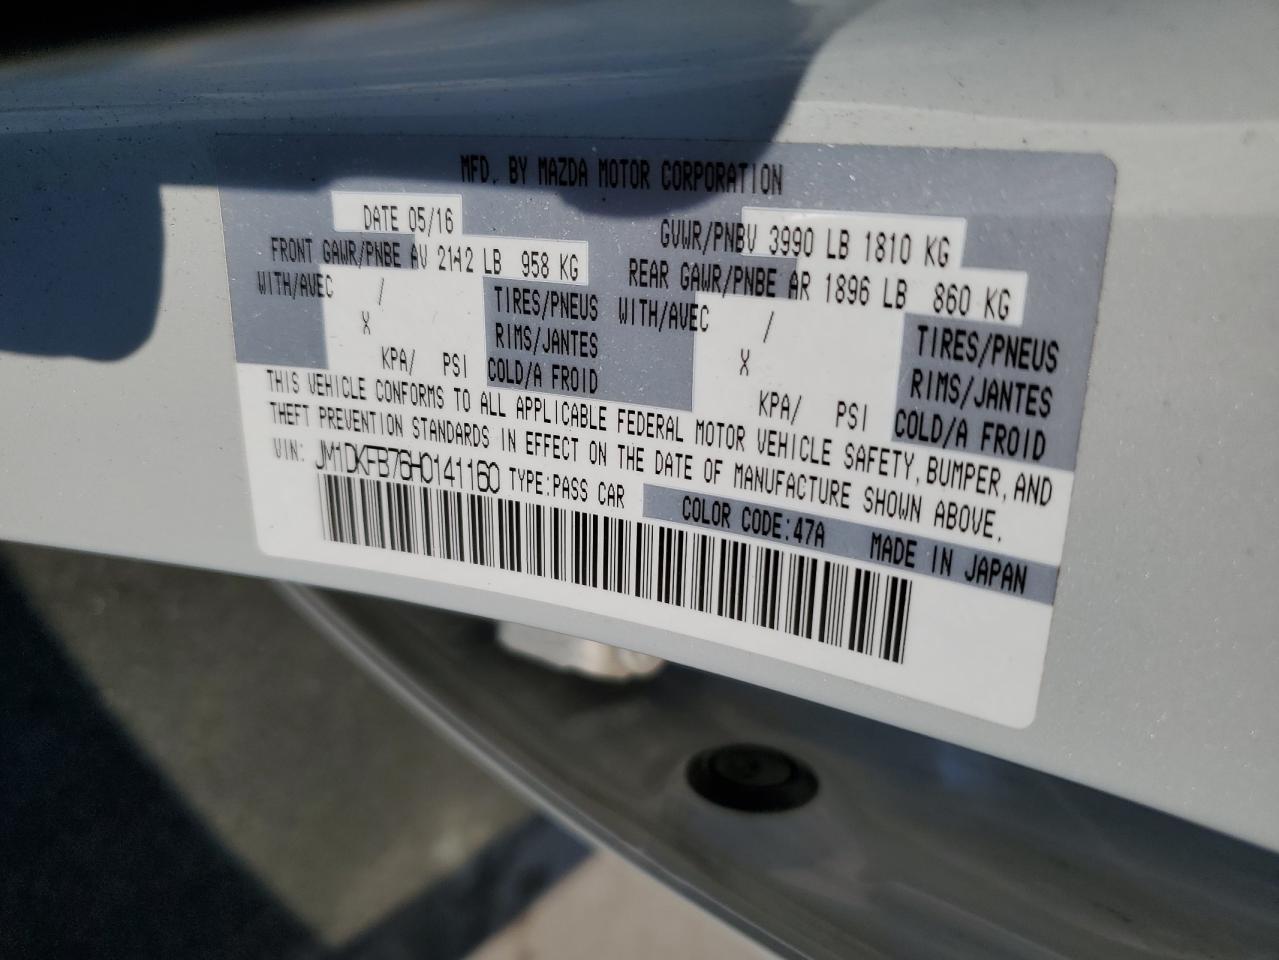 MFD. BY MAZDA MOTOR CORPORATION
DATE 05/16 GVWR/PNBV 3990 LB 1810 KG
FRONT GAWR/PNBE AV 2112 LB 958 KG REAR GAWR/PNBE AR 1896 LB 860 KG
WITH/AVEC / TIRES/PNEUS WITH/AVEC / TIRES/PNEUS
X RIMS/JANTES X RIMS/JANTES
KPA/ PSI COLD/A FROID KPA/ PSI COLD/A FROID
THIS VEHICLE CONFORMS TO ALL APPLICABLE FEDERAL MOTOR VEHICLE SAFETY, BUMPER, AND
THEFT PREVENTION STANDARDS IN EFFECT ON THE DATE OF MANUFACTURE SHOWN ABOVE.
VIN: JM1DKFB76H0141160 TYPE:PASS CAR
COLOR CODE:47A MADE IN JAPAN